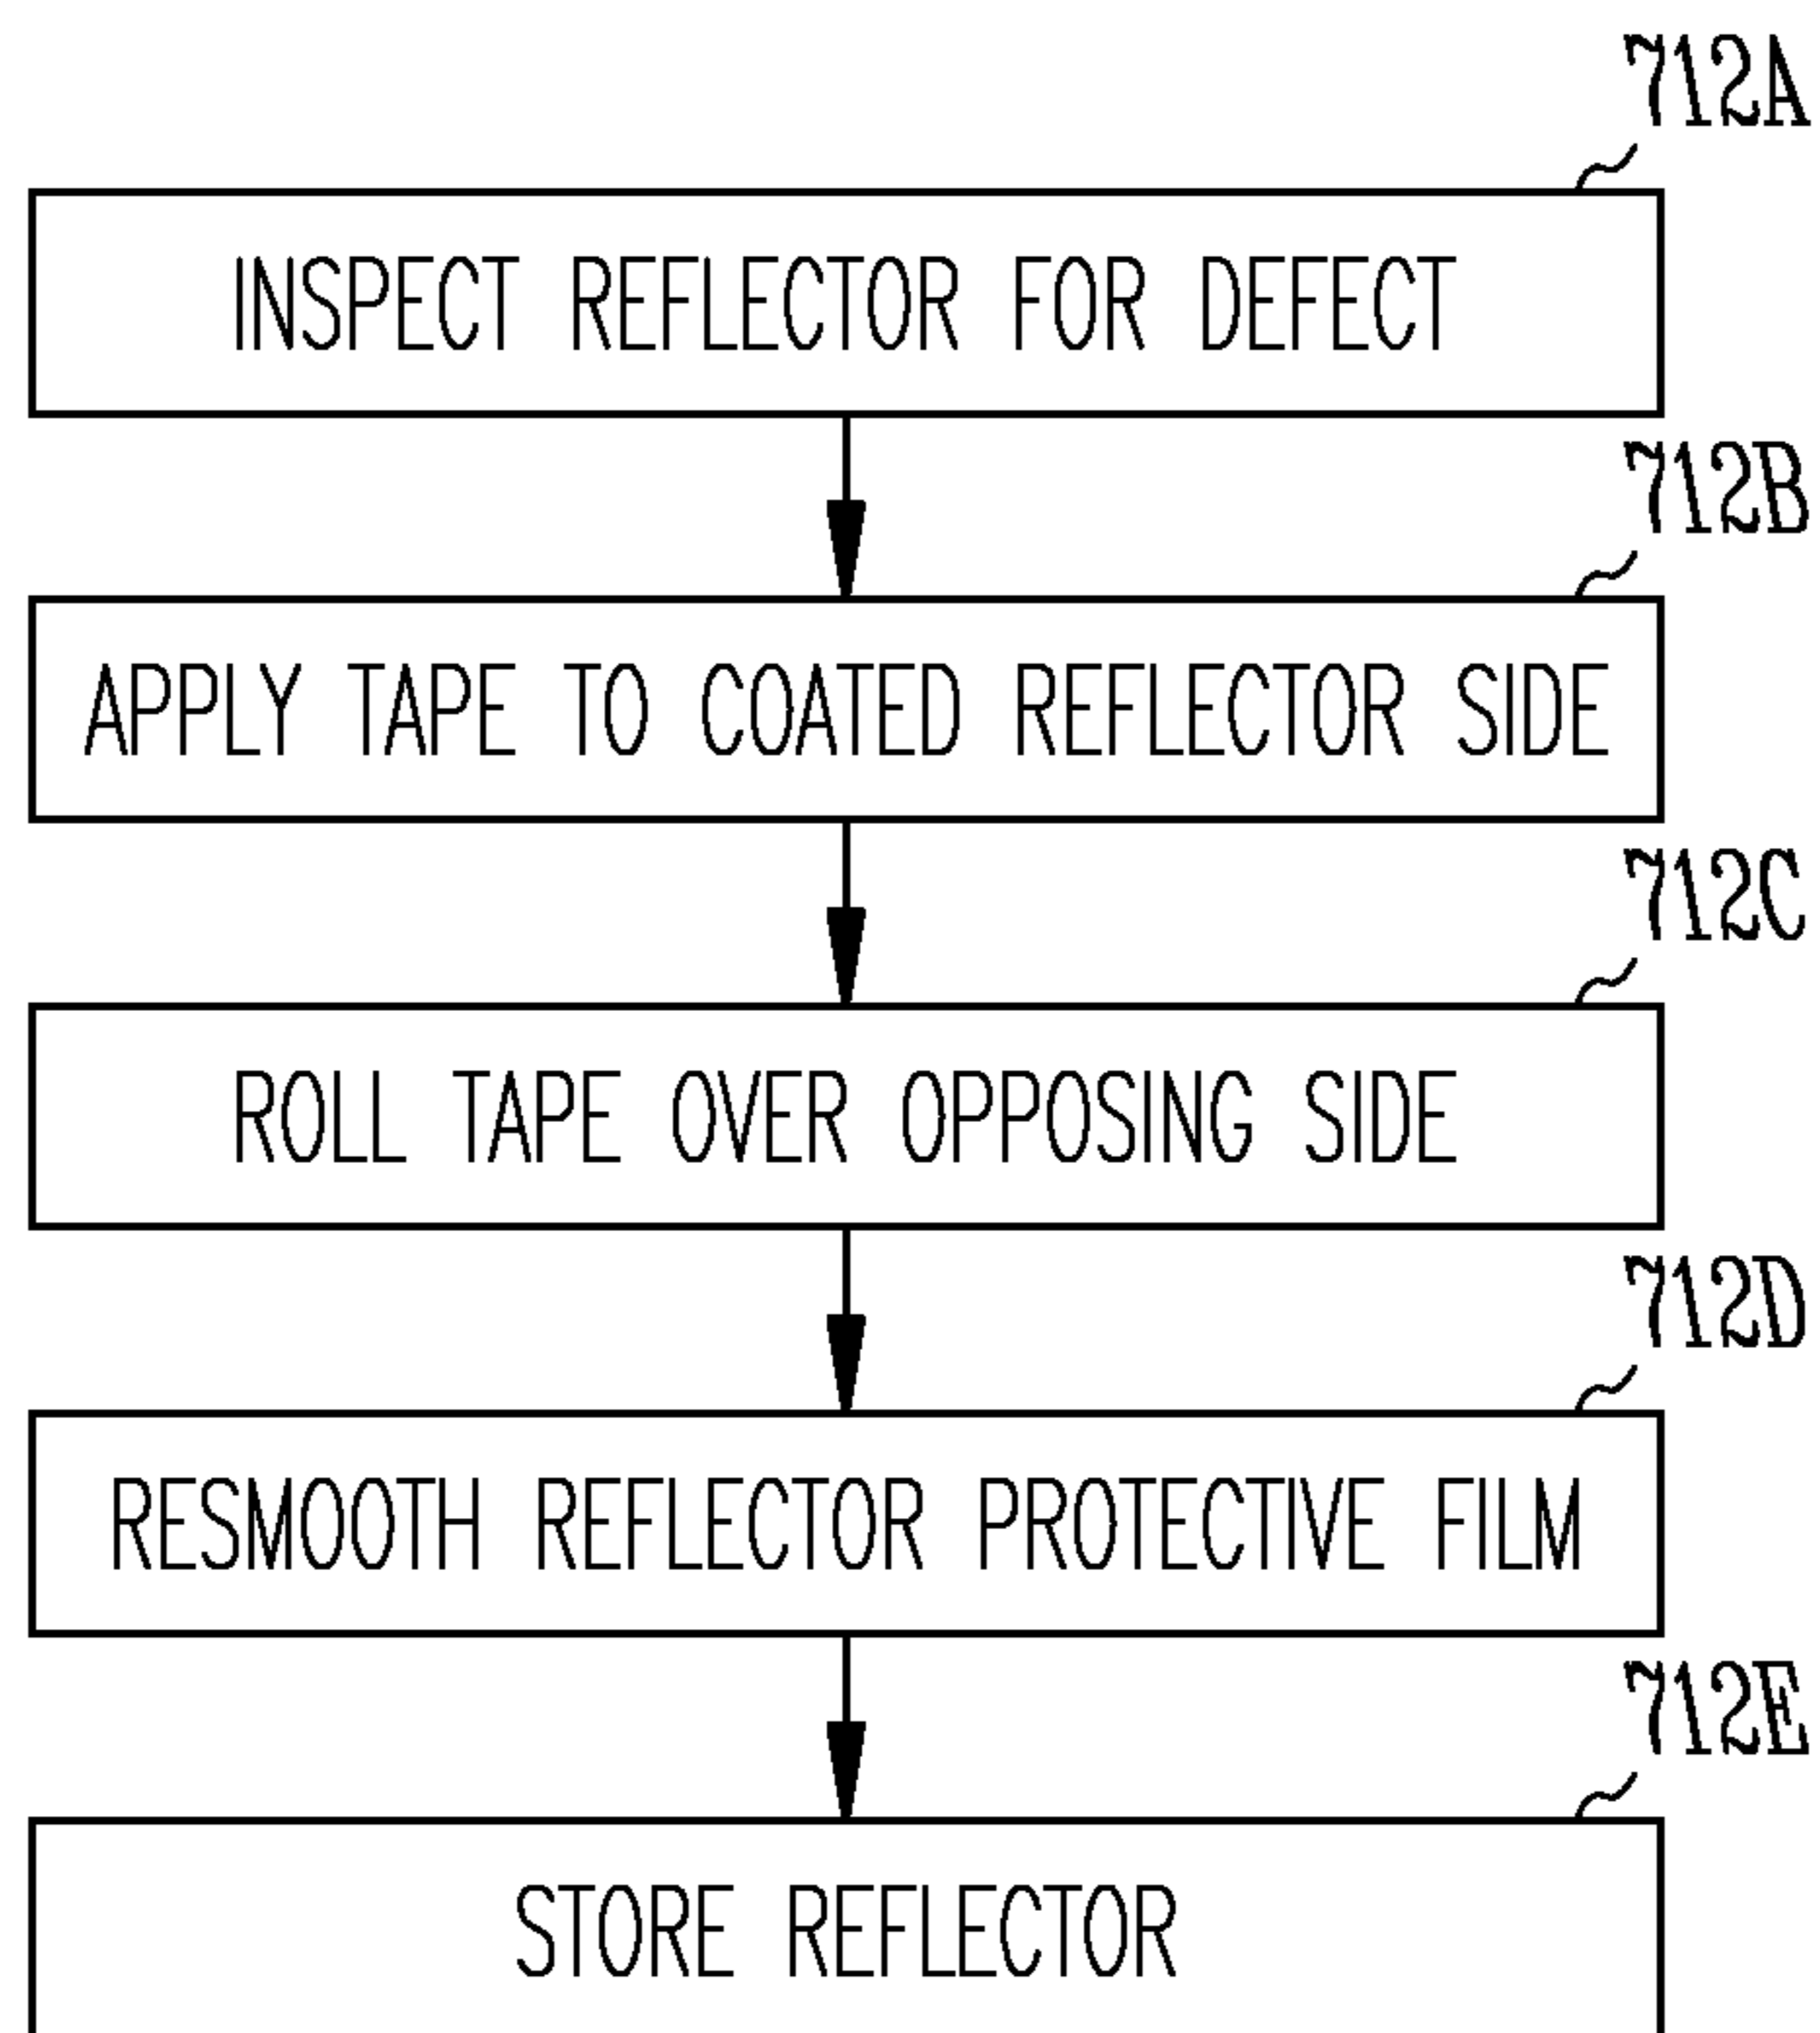 712A
INSPECT REFLECTOR FOR DEFECT
712B
APPLY TAPE TO COATED REFLECTOR SIDE
712C
ROLL TAPE OVER OPPOSING SIDE
712D
RESMOOTH REFLECTOR PROTECTIVE FILM
712E
STORE REFLECTOR